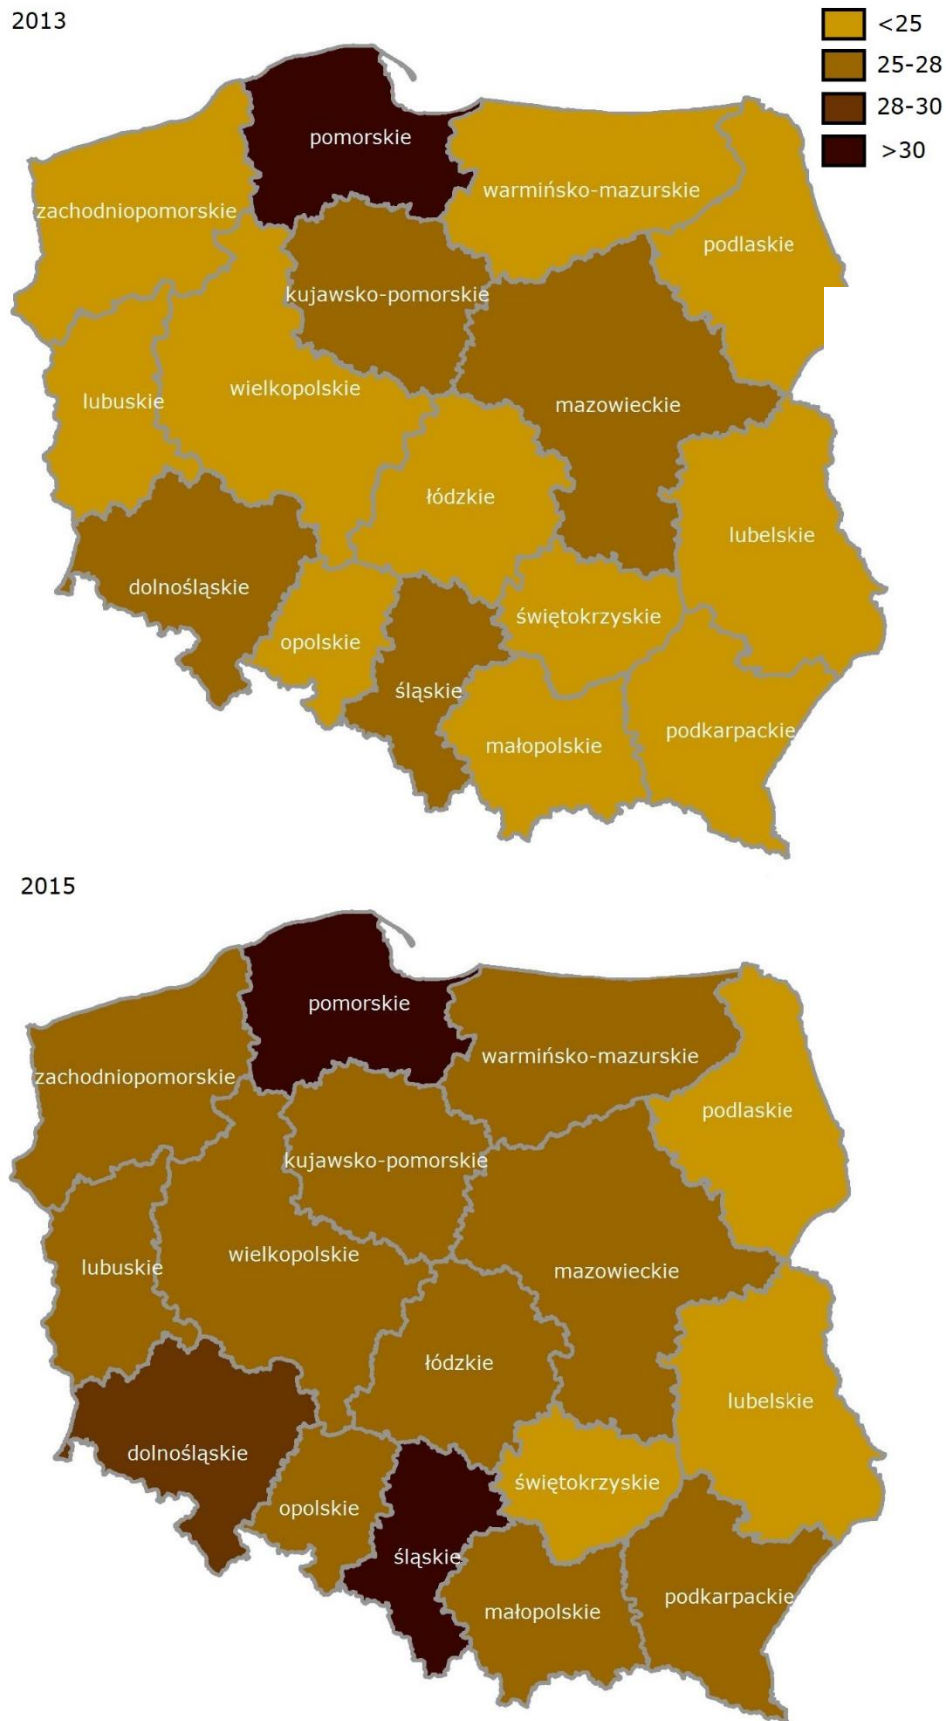 2013
<25
25-28
28-30
>30
pomorskie
warmińsko-mazurskie
zachodniopomorskie
podlaskie
kujawsko-pomorskie
wielkopolskie
lubuskie
mazowieckie
łódzkie
lubelskie
dolnośląskie
świętokrzyskie
opolskie
śląskie
podkarpackie
małopolskie
2015
pomorskie
warmińsko-mazurskie
zachodniopomorskie
podlaskie
kujawsko-pomorskie
wielkopolskie
lubuskie
mazowieckie
łódzkie
lubelskie
dolnośląskie
świętokrzyskie
opolskie
śląskie
podkarpackie
małopolskie